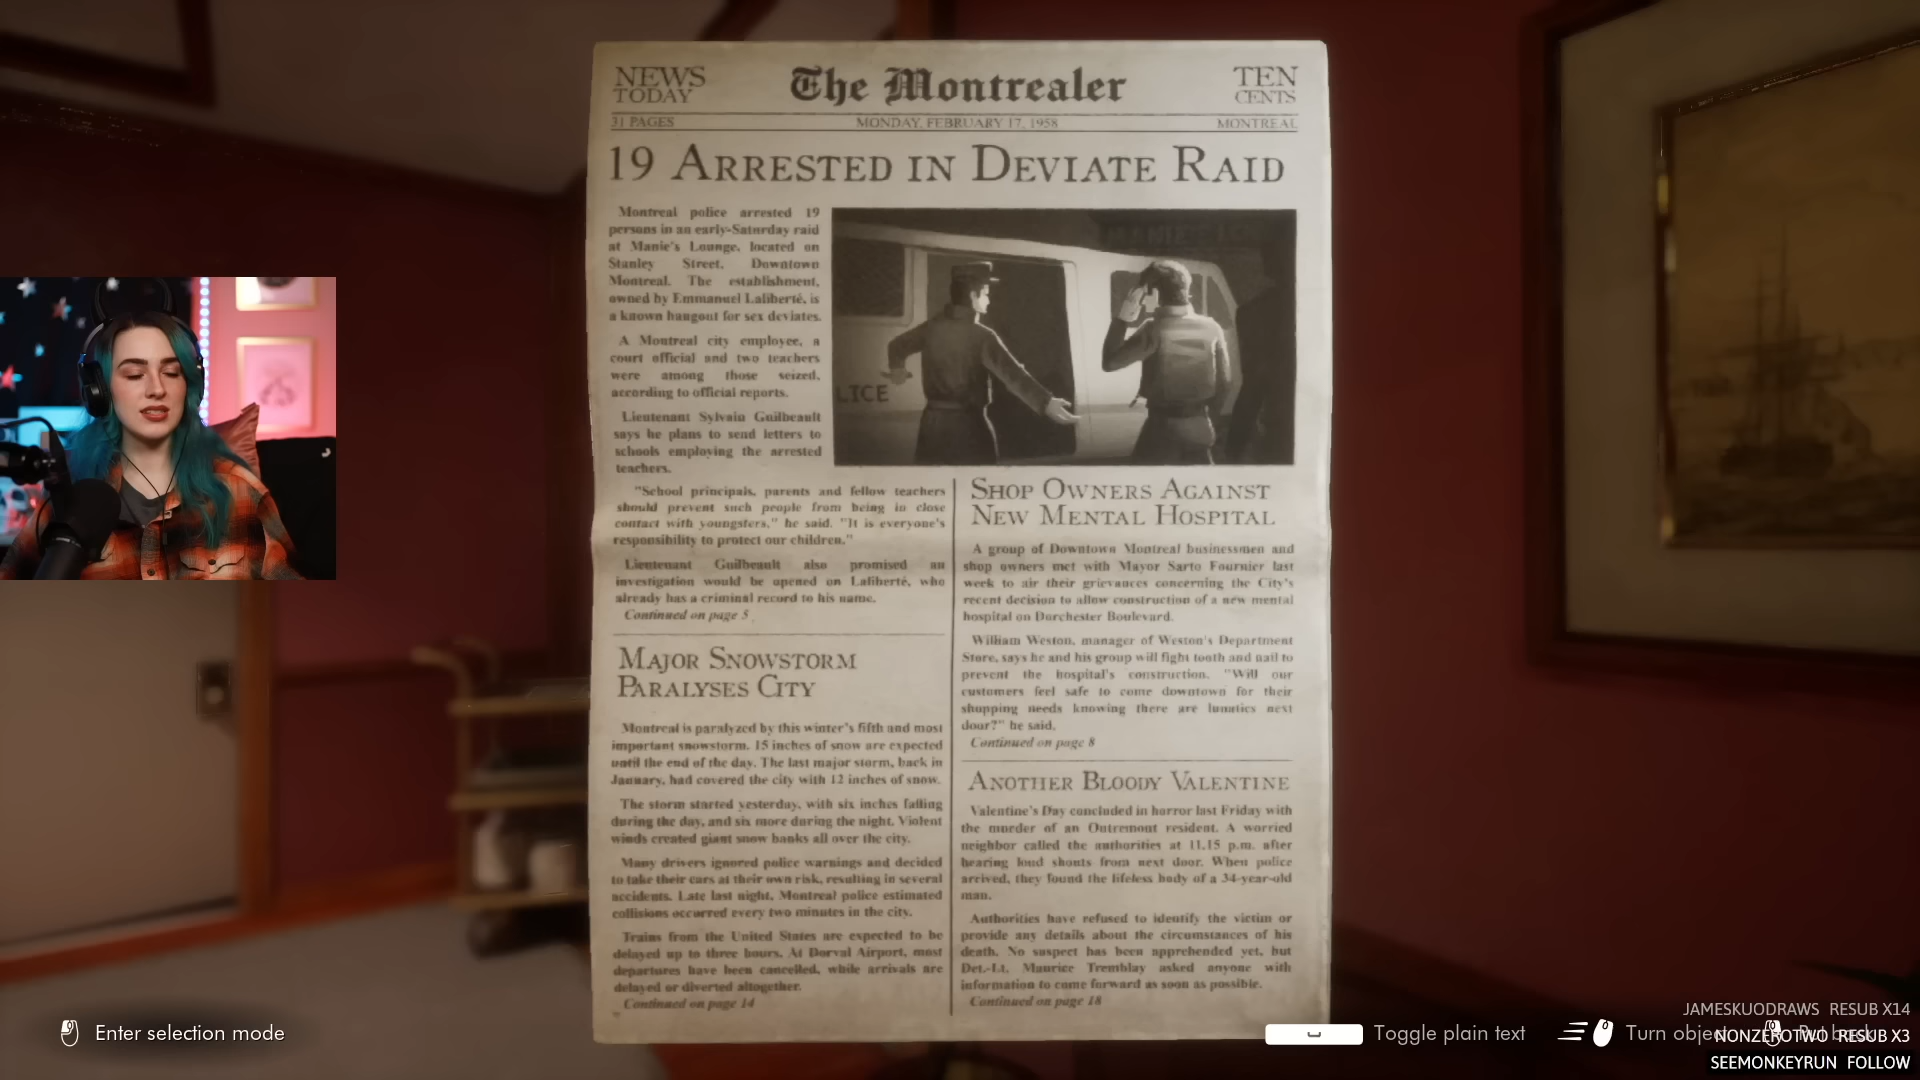 NEWS
TODAY
The Montrealer
TEN
CENTS
31 PAGES
MONDAY, FEBRUARY 17, 1958
MONTREAL
19 ARRESTED IN DEVIATE RAID
Montreal police arrested 19
persons in an early-Saturday raid
at Manie's Lounge, located on
Stanley Street, Downtown
Montreal. The establishment,
owned by Emmanuel Laliberté, is
a known hangout for sex deviates.
A Montreal city employee, a
court official and two teachers
were among those seized,
according to official reports.
Lieutenant Sylvain Guilbeault
says he plans to send letters to
schools employing the arrested
teachers.
"School principals, parents and fellow teachers
should prevent such people from being in close
contact with youngsters," he said. "It is everyone's
responsibility to protect our children."
Lieutenant Guilbeault also promised an
investigation would be opened on Laliberté, who
already has a criminal record to his name.
Continued on page 5
LICE
MAJOR SNOWSTORM
PARALYSES CITY
Montreal is paralyzed by this winter's fifth and most
important snowstorm. 15 inches of snow are expected
until the end of the day. The last major storm, back in
January, had covered the city with 12 inches of snow.
The storm started yesterday, with six inches falling
during the day, and six more during the night. Violent
winds created giant snow banks all over the city.
Many drivers ignored police warnings and decided
to take their cars at their own risk, resulting in several
accidents. Late last night, Montreal police estimated
collisions occurred every two minutes in the city.
Trains from the United States are expected to be
delayed up to three hours. At Dorval Airport, most
departures have been cancelled, while arrivals are
delayed or diverted altogether.
Continued on page 14
SHOP OWNERS AGAINST
NEW MENTAL HOSPITAL
A group of Downtown Montreal businessmen and
shop owners met with Mayor Sarto Fournier last
week to air their grievances concerning the City's
recent decision to allow construction of a new mental
hospital on Dorchester Boulevard.
William Weston, manager of Weston's Department
Store, says he and his group will fight tooth and nail to
prevent the hospital's construction. "Will our
customers feel safe to come downtown for their
shopping needs knowing there are lunatics next
door?" he said.
Continued on page 8
ANOTHER BLOODY VALENTINE
Valentine's Day concluded in horror last Friday with
the murder of an Outremont resident. A worried
neighbor called the authorities at 11.15 p.m. after
hearing loud shouts from next door. When police
arrived, they found the lifeless body of a 34-year-old
man.
Authorities have refused to identify the victim or
provide any details about the circumstances of his
death. No suspect has been apprehended yet, but
Det.-Lt. Maurice Tremblay asked anyone with
information to come forward as soon as possible.
Continued on page 18
Enter selection mode
Toggle plain text
Turn object
JAMESKUODRAWS RESUB X14
NONZEROTWO RESUB X3
SEEMONKEYRUN FOLLOW